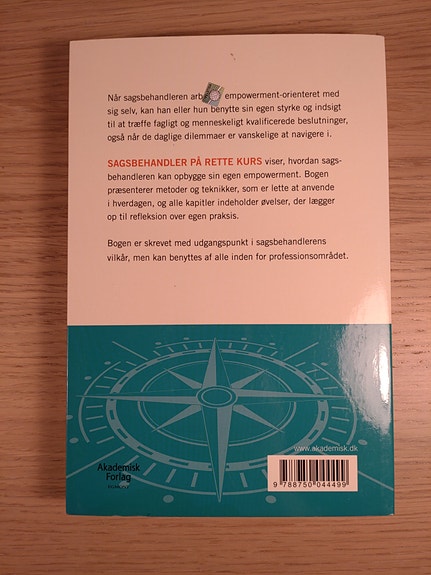 Når sagsbehandleren arb empowerment-orienteret med
sig selv, kan han eller hun benytte sin egen styrke og indsigt
til at træffe fagligt og menneskeligt kvalificerede beslutninger,
også når de daglige dilemmaer er vanskelige at navigere i.
SAGSBEHANDLER PÅ RETTE KURS viser, hvordan sags-
behandleren kan opbygge sin egen empowerment. Bogen
præsenterer metoder og teknikker, som er lette at anvende
i hverdagen, og alle kapitler indeholder øvelser, der lægger
op til refleksion over egen praksis.
Bogen er skrevet med udgangspunkt i sagsbehandlerens
vilkår, men kan benyttes af alle inden for professionsområdet.
www.akademisk.dk
Akademisk
Forlag
9 788750 044499